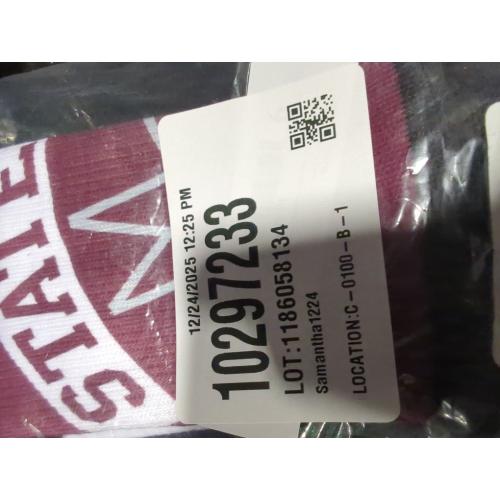 12/24/2025 12:25 PM
10297233
LOT:1186058134
Samantha1224
LOCATION:C-0100-B-1
STATE